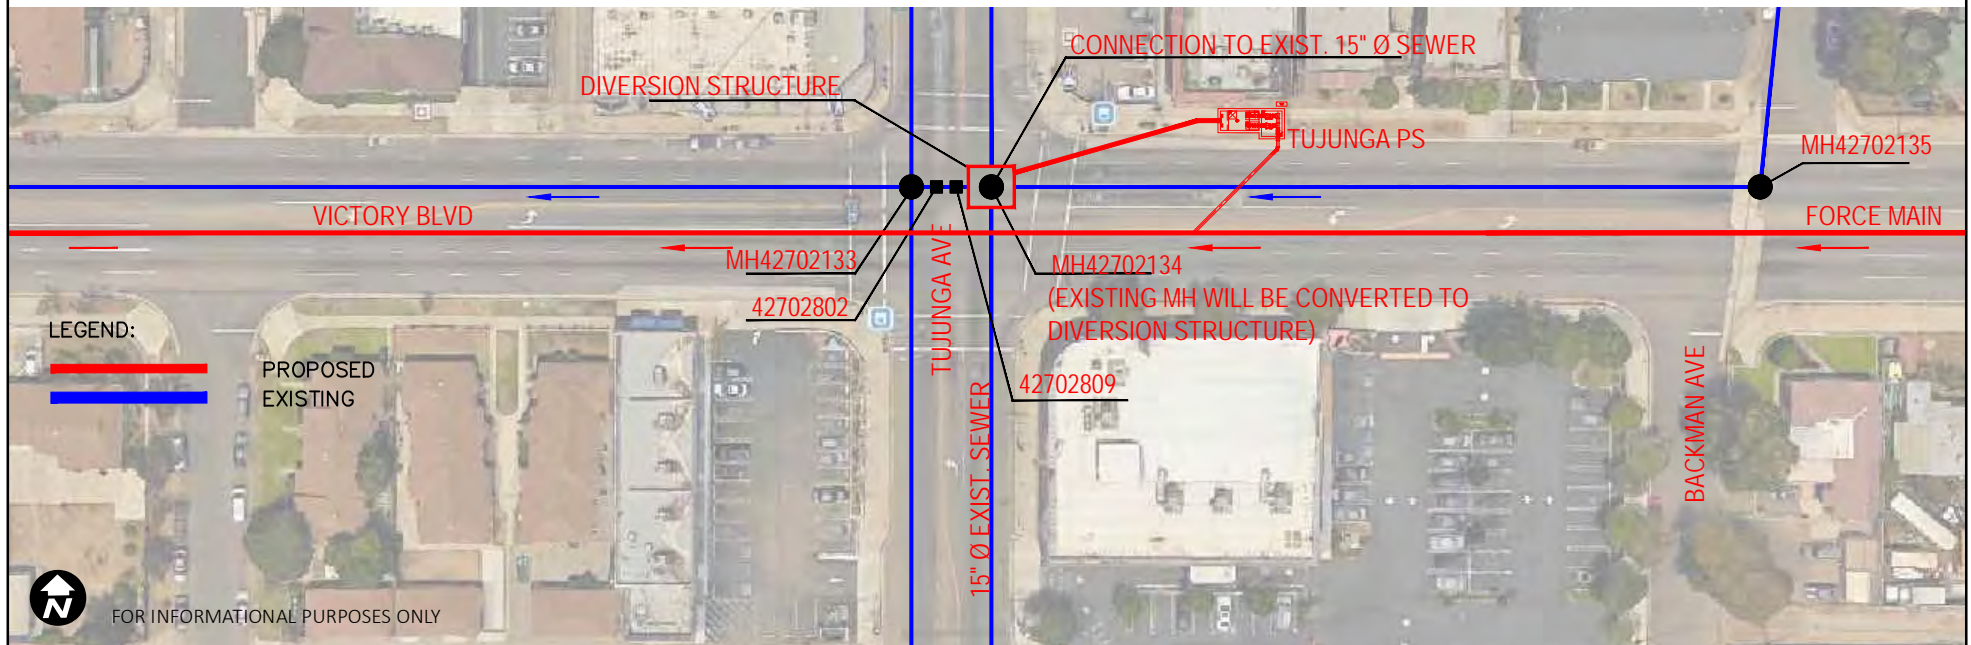 CONNECTION TO EXIST. 15" Ø SEWER
DIVERSION STRUCTURE
TUJUNGA PS
MH42702135
VICTORY BLVD
FORCE MAIN
MH42702133
TUJUNGA AVE
MH42702134
(EXISTING MH WILL BE CONVERTED TO
DIVERSION STRUCTURE)
42702802
LEGEND:
PROPOSED
EXISTING
42702809
15" Ø EXIST. SEWER
BACKMAN AVE
N
FOR INFORMATIONAL PURPOSES ONLY